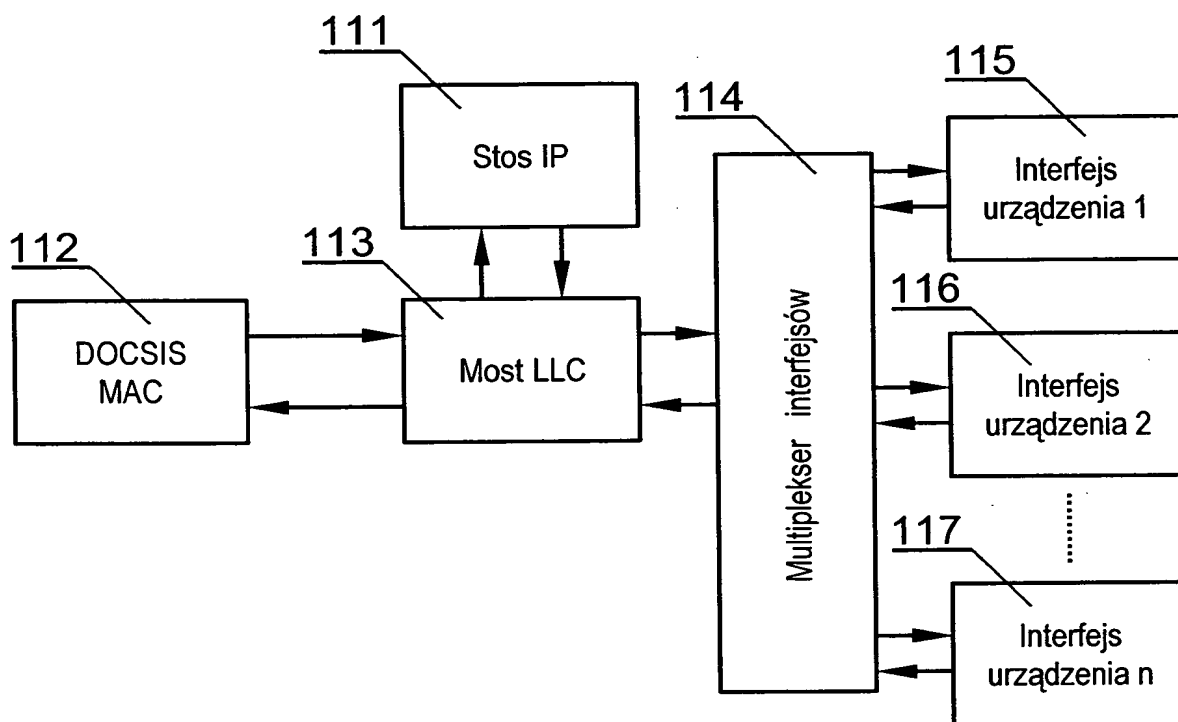 111
Stos IP
112
DOCSIS
MAC
113
Most LLC
114
Multiplekser interfejsów
115
Interfejs
urządzenia 1
116
Interfejs
urządzenia 2
117
Interfejs
urządzenia n